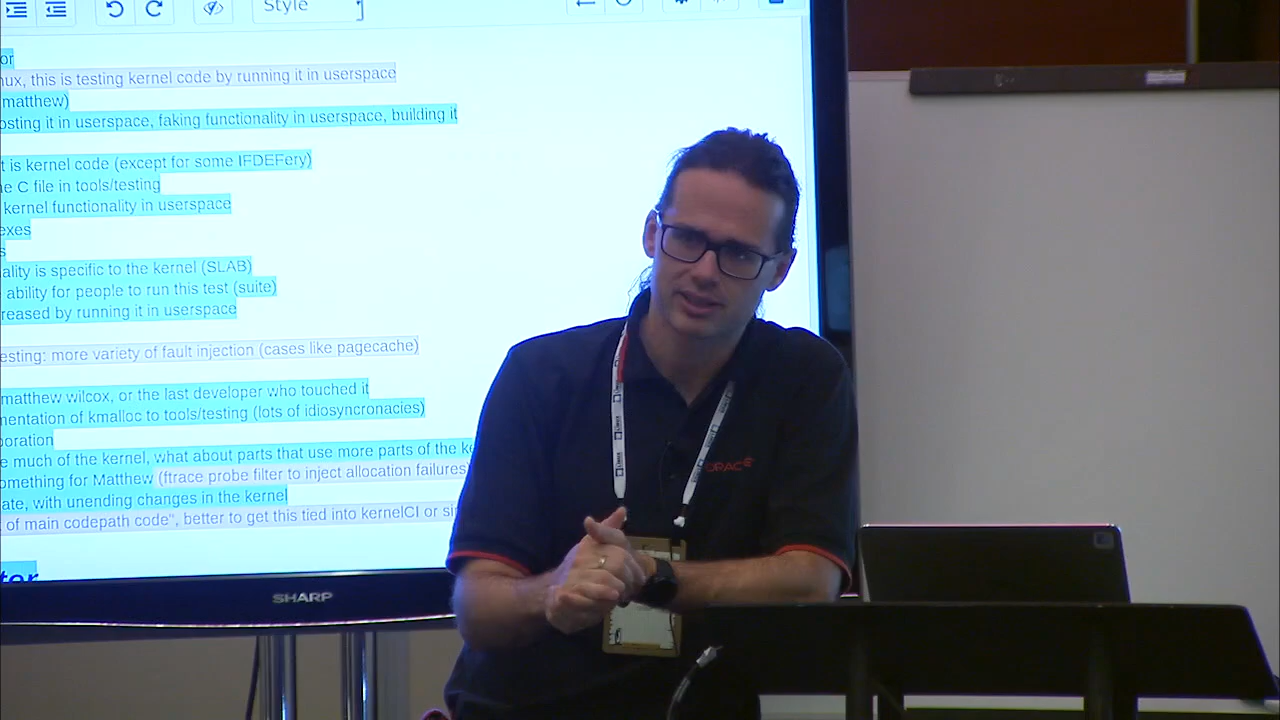 Style
or
nux, this is testing kernel code by running it in userspace
matthew)
osting it in userspace, faking functionality in userspace, building it
t is kernel code (except for some IFDEFery)
e C file in tools/testing
kernel functionality in userspace
exes
s
ality is specific to the kernel (SLAB)
e ability for people to run this test (suite)
reased by running it in userspace
esting: more variety of fault injection (cases like pagecache)
matthew wilcox, or the last developer who touched it
mentation of kmalloc to tools/testing (lots of idiosyncronacies)
oration
e much of the kernel, what about parts that use more parts of the ke
omething for Matthew (ftrace probe filter to inject allocation failures)
ate, with unending changes in the kernel
t of main codepath code", better to get this tied into kernelCI or si
tor
SHARP
ORAC